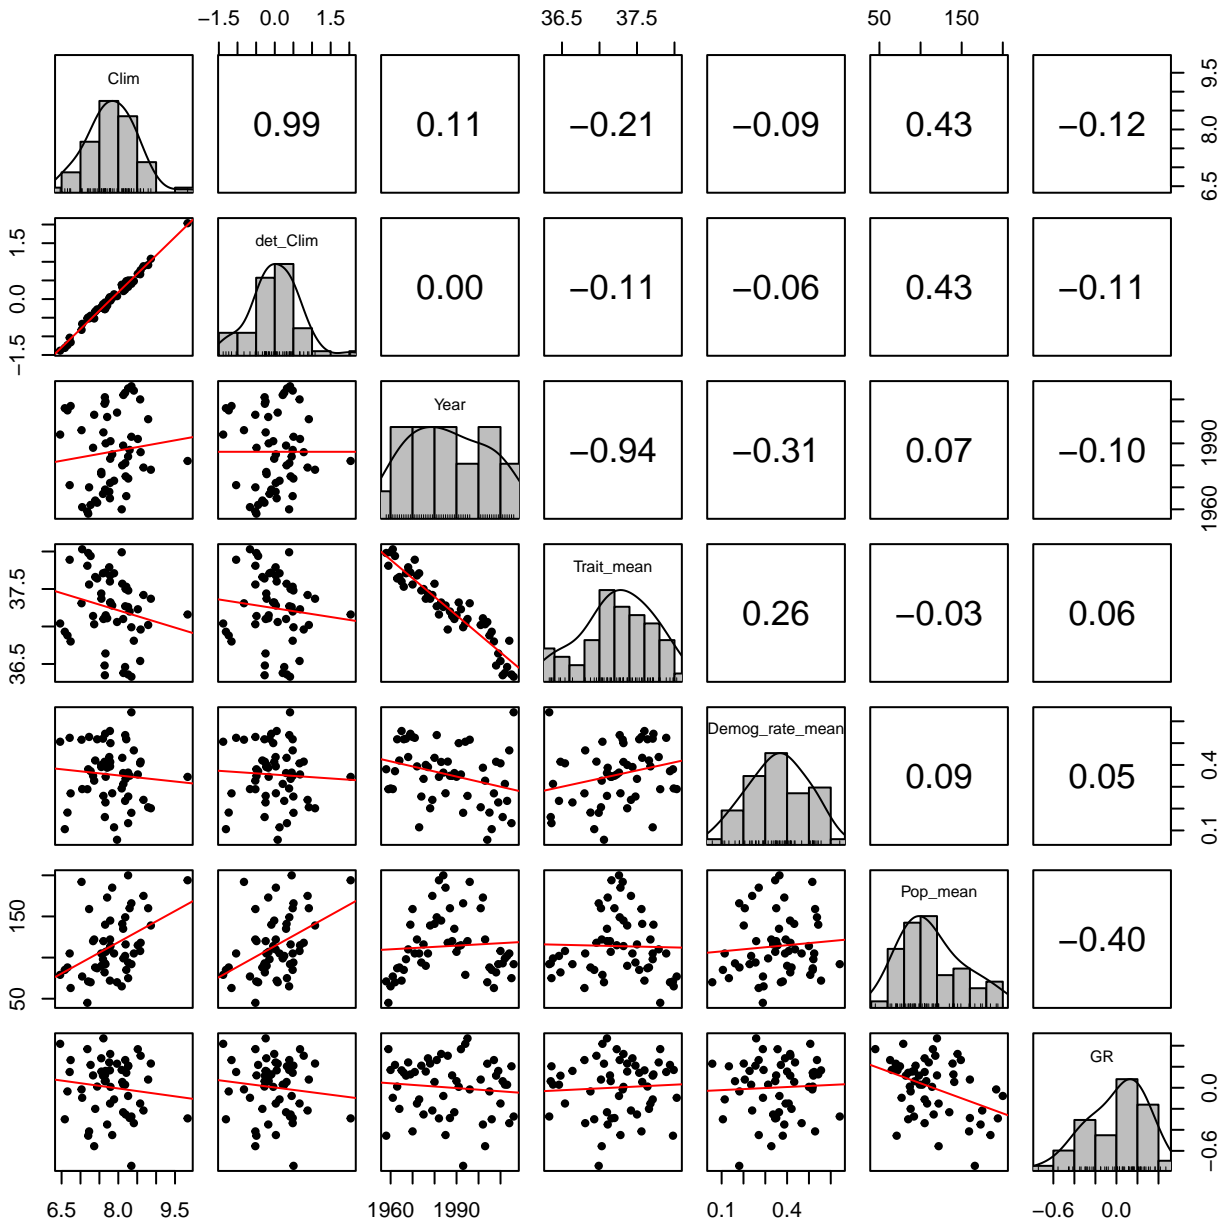 −1.5 0.0 1.5 36.5 37.5 50 150
Clim 0.99 0.11 −0.21 −0.09 0.43 −0.12 6.5 8.0 9.5
−1.5 0.0 1.5 det_Clim 0.00 −0.11 −0.06 0.43 −0.11
Year −0.94 −0.31 0.07 −0.10 1960 1990
36.5 37.5 Trait_mean 0.26 −0.03 0.06
Demog_rate_mean 0.09 0.05 0.1 0.4
50 150 Pop_mean −0.40
GR −0.6 0.0
6.5 8.0 9.5 1960 1990 0.1 0.4 −0.6 0.0